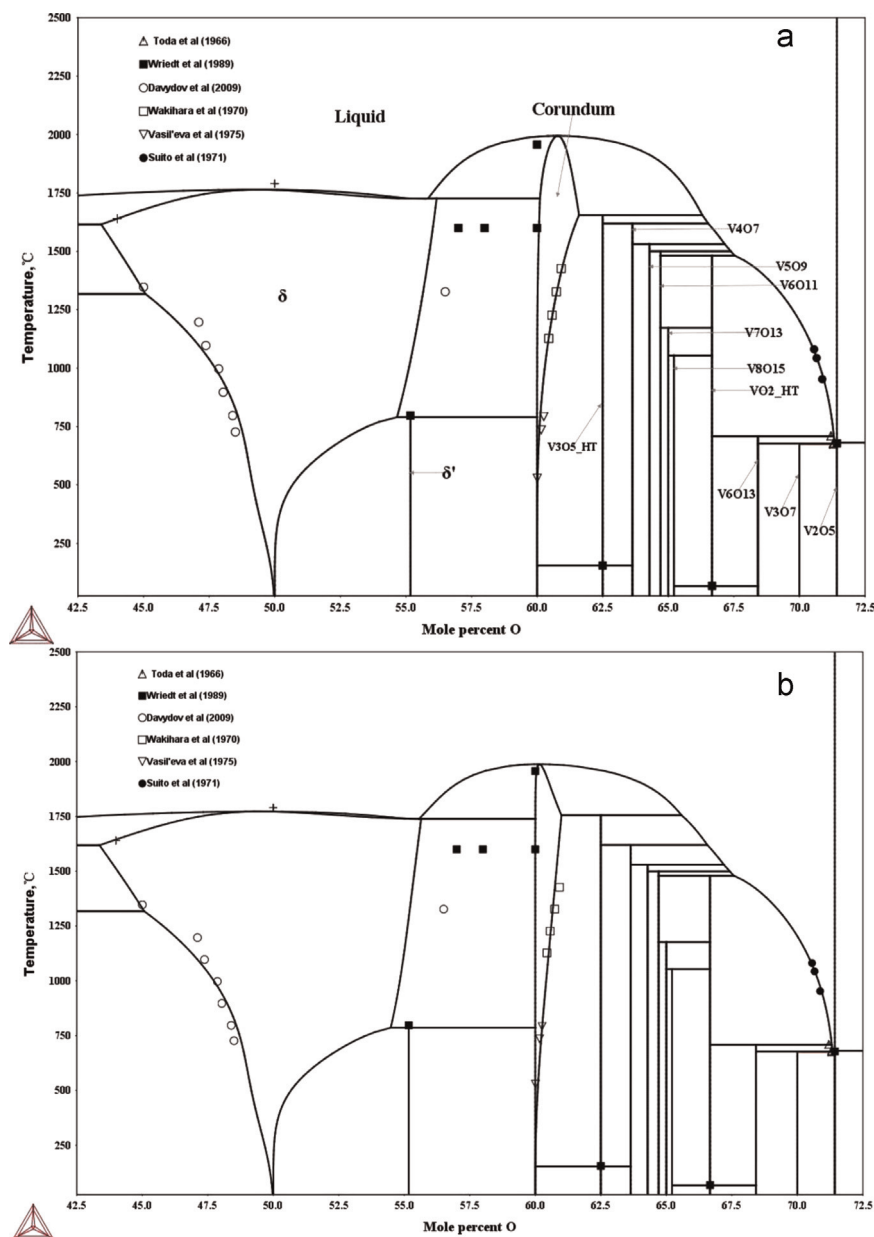 a
2500
2250
2000
1750
1500
1250
1000
750
500
250
Temperature,℃
Toda et al (1966)
Wriedt et al (1989)
Davydov et al (2009)
Wakihara et al (1970)
Vasil'eva et al (1975)
Suito et al (1971)
Liquid
Corundum
δ
δ'
V3O5_HT
V4O7
V5O9
V6O11
V7O13
V8O15
VO2_HT
V6O13
V3O7
V2O5
42.5 45.0 47.5 50.0 52.5 55.0 57.5 60.0 62.5 65.0 67.5 70.0 72.5
Mole percent O
b
2500
2250
2000
1750
1500
1250
1000
750
500
250
Temperature,℃
Toda et al (1966)
Wriedt et al (1989)
Davydov et al (2009)
Wakihara et al (1970)
Vasil'eva et al (1975)
Suito et al (1971)
42.5 45.0 47.5 50.0 52.5 55.0 57.5 60.0 62.5 65.0 67.5 70.0 72.5
Mole percent O